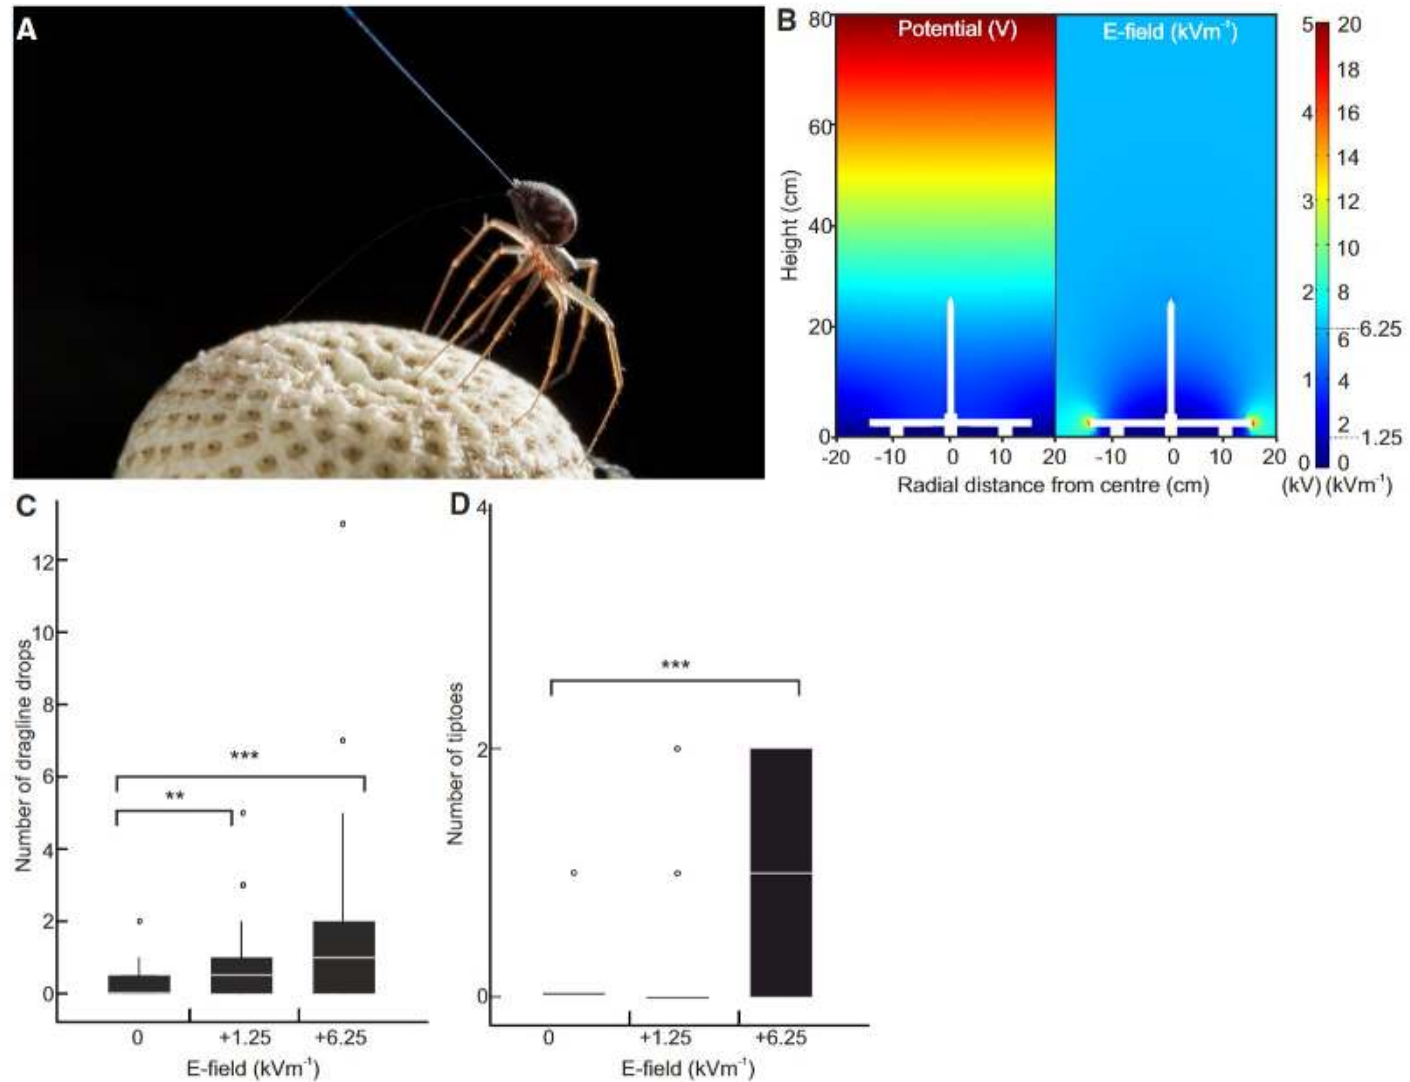 A
B
Potential (V)
E-field (kVm⁻¹)
80
60
40
20
0
Height (cm)
-20 -10 0 10 20 -10 0 10 20
Radial distance from centre (cm)
5 20
18
4 16
14
3 12
10
2 8
6.25
6
1 4
2
1.25
0 0
(kV) (kVm⁻¹)
C
12
10
8
6
4
2
0
Number of dragline drops
***
**
0 +1.25 +6.25
E-field (kVm⁻¹)
D
4
2
0
Number of tiptoes
***
0 +1.25 +6.25
E-field (kVm⁻¹)